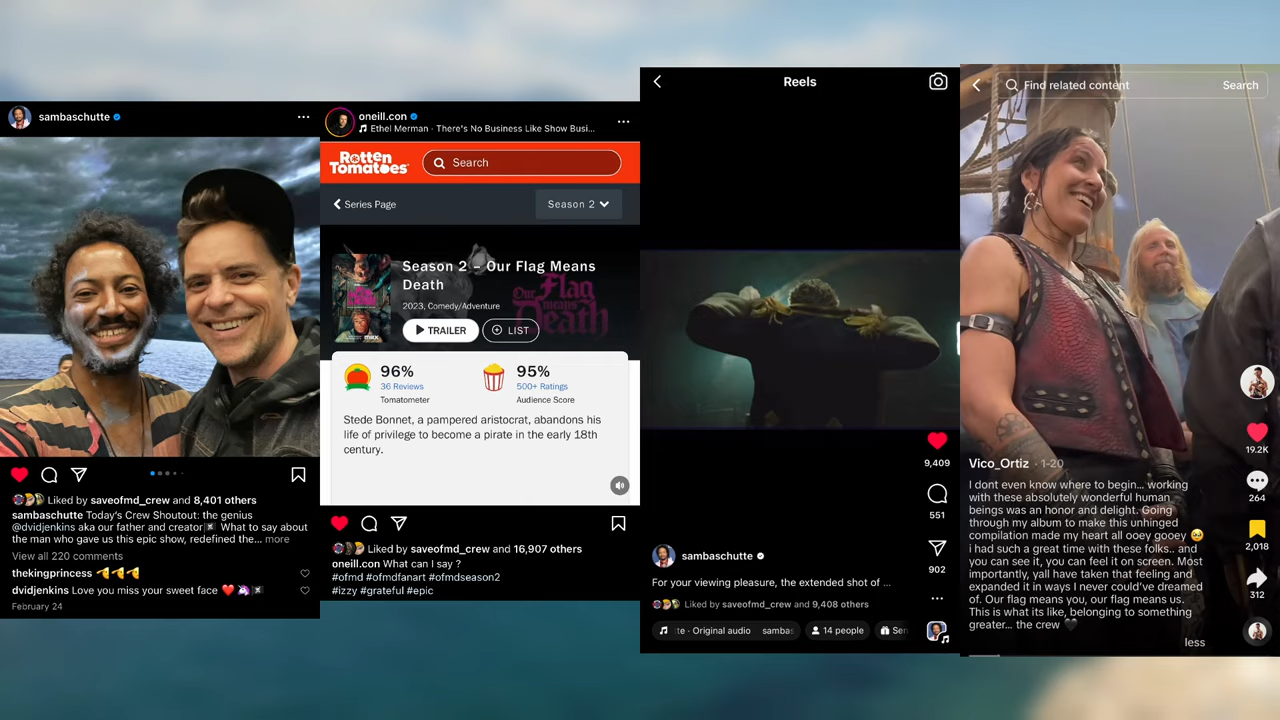 sambaschutte
Liked by saveofmd_crew and 8,401 others
sambaschutte Today's Crew Shoutout: the genius
@dvidjenkins aka our father and creator What to say about
the man who gave us this epic show, redefined the... more
View all 220 comments
thekingprincess
dvidjenkins Love you miss your sweet face
February 24
oneill.con
Ethel Merman · There's No Business Like Show Busi...
Rotten
Tomatoes
Search
Series Page
Season 2
Season 2 – Our Flag Means
Death
2023, Comedy/Adventure
TRAILER
LIST
Our Flag
means
Death
96%
36 Reviews
Tomatometer
95%
500+ Ratings
Audience Score
Stede Bonnet, a pampered aristocrat, abandons his
life of privilege to become a pirate in the early 18th
century.
Liked by saveofmd_crew and 16,907 others
oneill.con What can I say ?
#ofmd #ofmdfanart #ofmdseason2
#izzy #grateful #epic
Reels
9,409
551
902
sambaschutte
For your viewing pleasure, the extended shot of ...
Liked by saveofmd_crew and 9,408 others
te · Original audio sambas
14 people
Sen
Find related content
Search
19.2K
264
2,018
312
Vico_Ortiz · 1-20
I dont even know where to begin... working
with these absolutely wonderful human
beings was an honor and delight. Going
through my album to make this unhinged
compilation made my heart all ooey gooey
i had such a great time with these folks.. and
you can see it, you can feel it on screen. Most
importantly, yall have taken that feeling and
expanded it in ways I never could've dreamed
of. Our flag means you, our flag means us.
This is what its like, belonging to something
greater... the crew
less